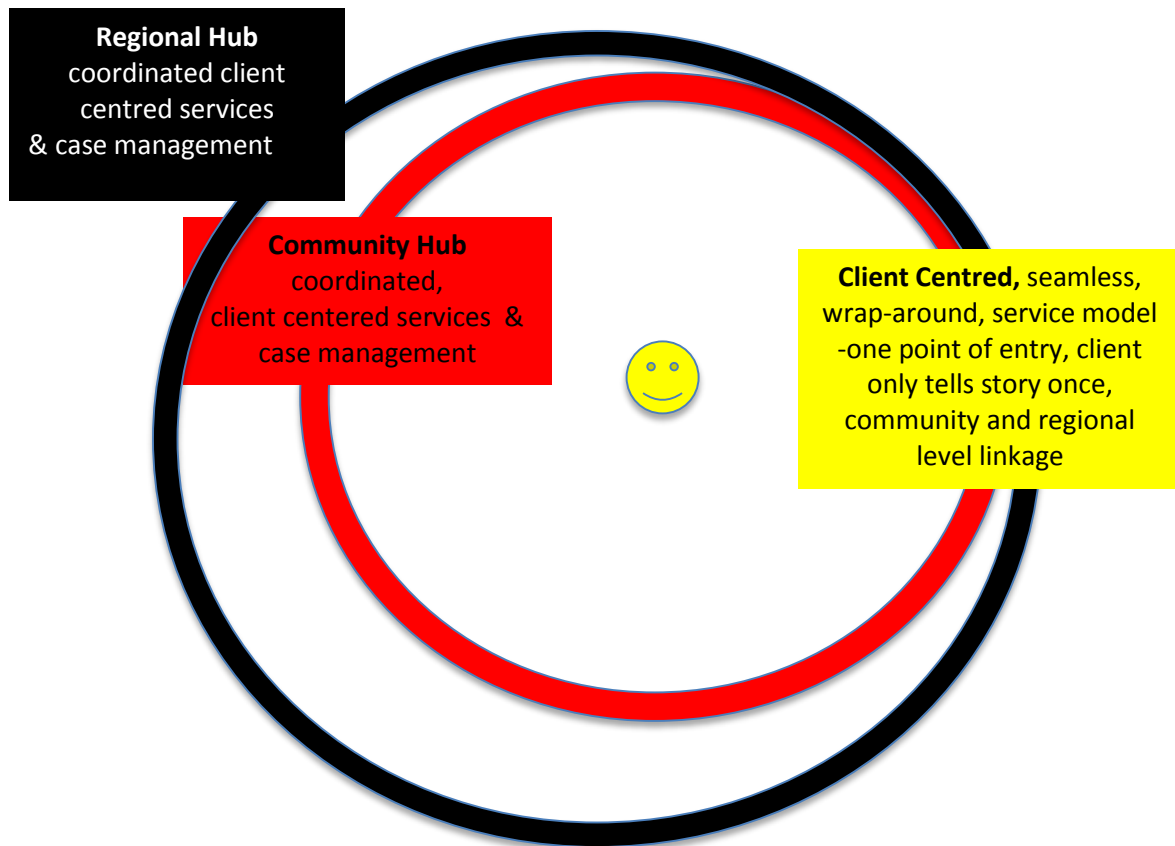 Regional Hub
coordinated client
centred services
& case management
Community Hub
coordinated,
client centered services &
case management
Client Centred, seamless,
wrap-around, service model
-one point of entry, client
only tells story once,
community and regional
level linkage